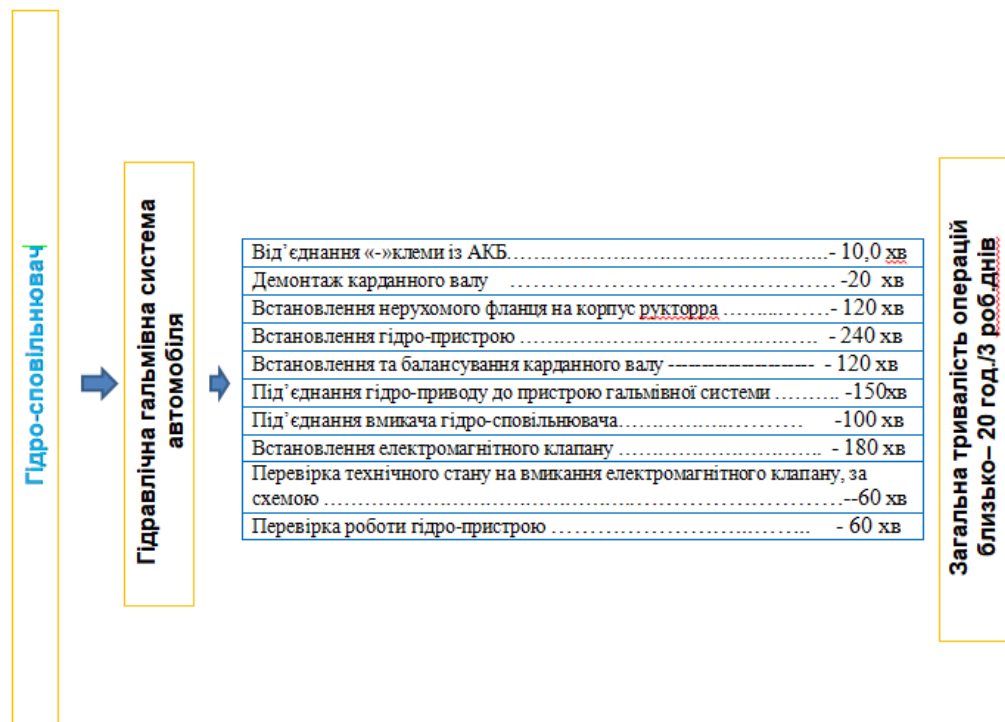 Гідро-сповільнювач
Гідравлічна гальмівна система
автомобіля
Від’єднання «-»клеми із АКБ………………………………………- 10,0 хв
Демонтаж карданного валу ……………………………………… -20 хв
Встановлення нерухомого фланця на корпус рукторра ………..……- 120 хв
Встановлення гідро-пристрою ………………………………….. - 240 хв
Встановлення та балансування карданного валу ---------------------- - 120 хв
Під’єднання гідро-приводу до пристрою гальмівної системи ……... -150хв
Під’єднання вмикача гідро-сповільнювача…………………… -100 хв
Встановлення електромагнітного клапану …………………….. - 180 хв
Перевірка технічного стану на вмикання електромагнітного клапану, за
схемою ……………………………………………………………--60 хв
Перевірка роботи гідро-пристрою …………………………….. - 60 хв
Загальна тривалість операцій
близько– 20 год./3 роб.днів